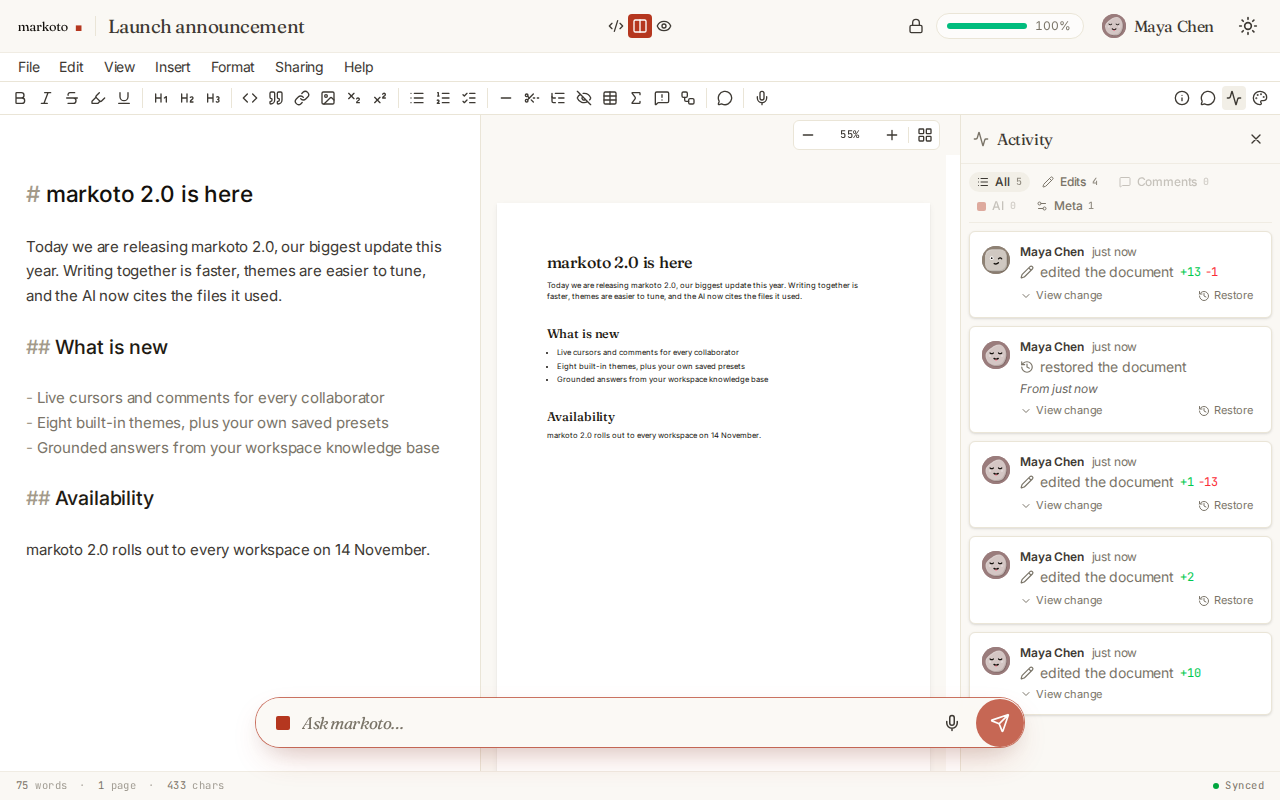 markoto
Launch announcement
100%
Maya Chen
File Edit View Insert Format Sharing Help
H1 H2 H3
55%
# markoto 2.0 is here
Today we are releasing markoto 2.0, our biggest update this
year. Writing together is faster, themes are easier to tune,
and the AI now cites the files it used.
## What is new
- Live cursors and comments for every collaborator
- Eight built-in themes, plus your own saved presets
- Grounded answers from your workspace knowledge base
## Availability
markoto 2.0 rolls out to every workspace on 14 November.
markoto 2.0 is here
Today we are releasing markoto 2.0, our biggest update this year. Writing together is
faster, themes are easier to tune, and the AI now cites the files it used.
What is new
• Live cursors and comments for every collaborator
• Eight built-in themes, plus your own saved presets
• Grounded answers from your workspace knowledge base
Availability
markoto 2.0 rolls out to every workspace on 14 November.
Activity
All 5 Edits 4 Comments 0
AI 0 Meta 1
Maya Chen just now
edited the document +13 -1
View change Restore
Maya Chen just now
restored the document
From just now
View change Restore
Maya Chen just now
edited the document +1 -13
View change Restore
Maya Chen just now
edited the document +2
View change Restore
Maya Chen just now
edited the document +10
View change
Ask markoto...
75 words · 1 page · 433 chars
Synced